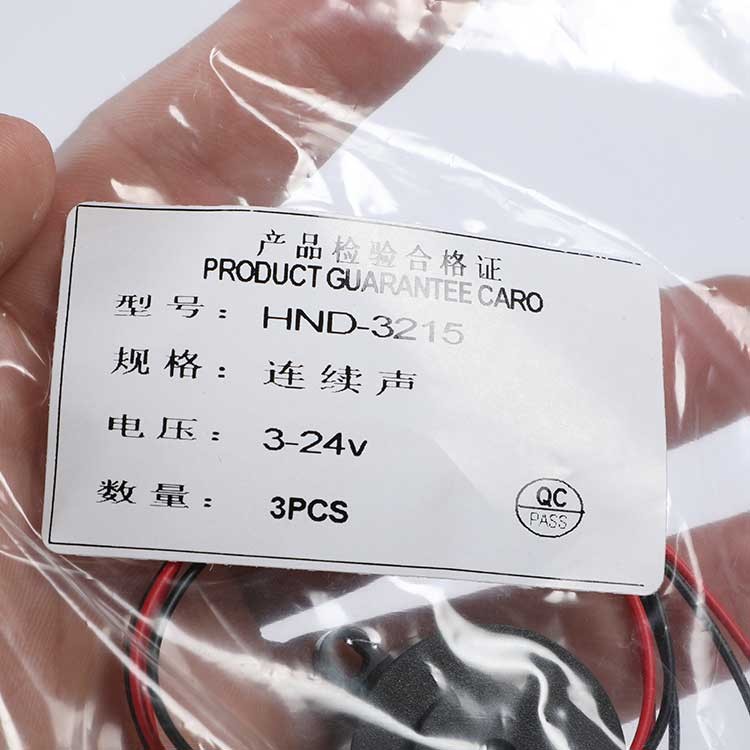 产品检验合格证
PRODUCT GUARANTEE CARO
型号： HND-3215
规格： 连续声
电压： 3-24v
数量： 3PCS
QC
PASS